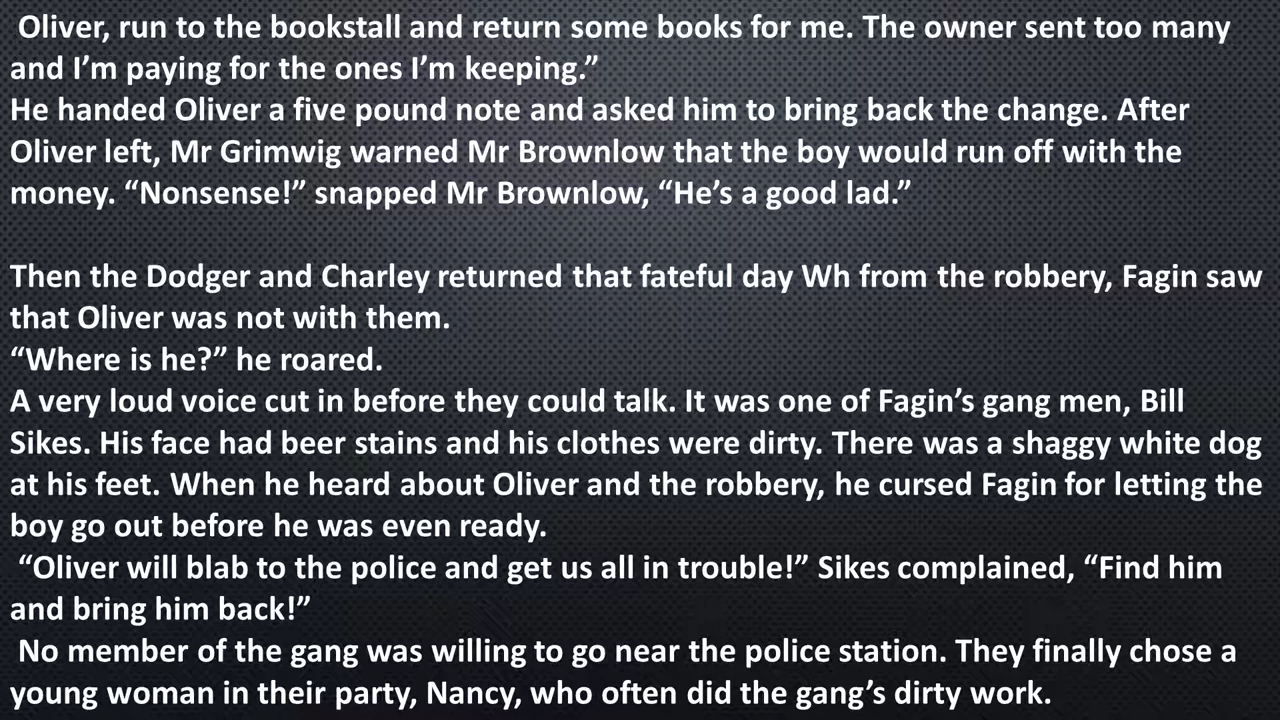 Oliver, run to the bookstall and return some books for me. The owner sent too many
and I’m paying for the ones I’m keeping.”
He handed Oliver a five pound note and asked him to bring back the change. After
Oliver left, Mr Grimwig warned Mr Brownlow that the boy would run off with the
money. “Nonsense!” snapped Mr Brownlow, “He’s a good lad.”
Then the Dodger and Charley returned that fateful day Wh from the robbery, Fagin saw
that Oliver was not with them.
“Where is he?” he roared.
A very loud voice cut in before they could talk. It was one of Fagin’s gang men, Bill
Sikes. His face had beer stains and his clothes were dirty. There was a shaggy white dog
at his feet. When he heard about Oliver and the robbery, he cursed Fagin for letting the
boy go out before he was even ready.
“Oliver will blab to the police and get us all in trouble!” Sikes complained, “Find him
and bring him back!”
No member of the gang was willing to go near the police station. They finally chose a
young woman in their party, Nancy, who often did the gang’s dirty work.